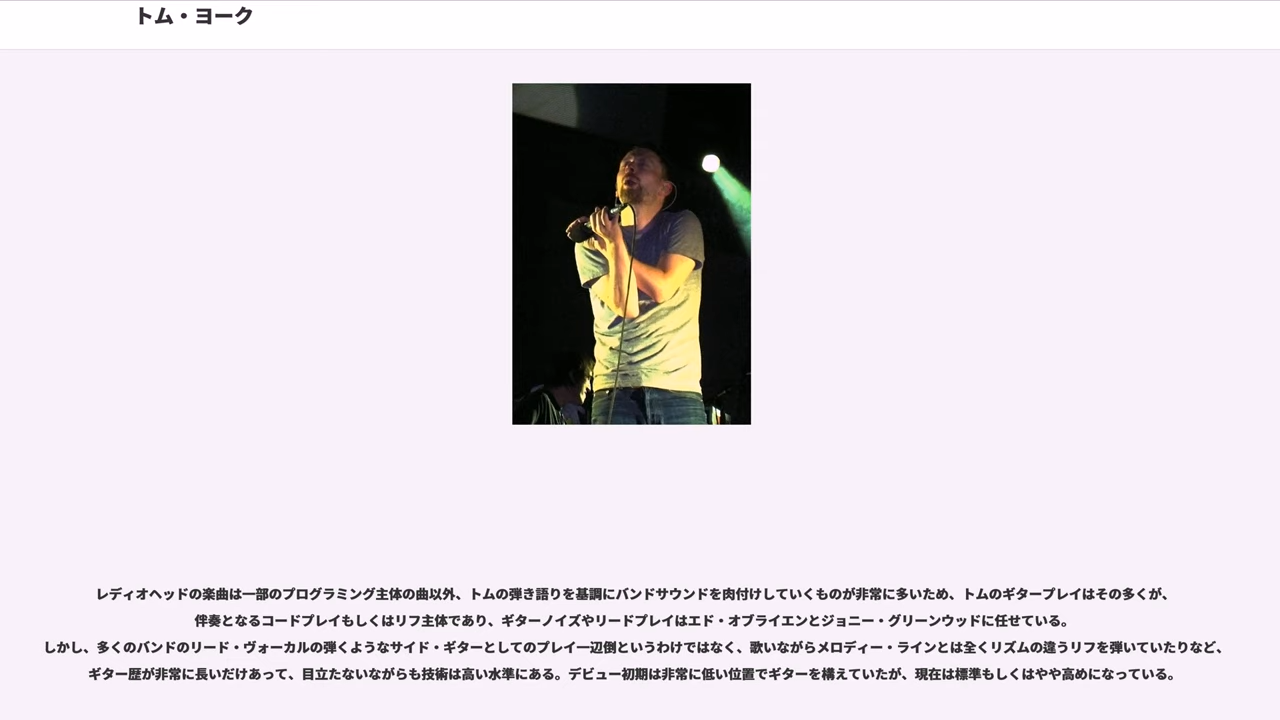 トム・ヨーク
レディオヘッドの楽曲は一部のプログラミング主体の曲以外、トムの弾き語りを基調にバンドサウンドを肉付けしていくものが非常に多いため、トムのギタープレイはその多くが、
伴奏となるコードプレイもしくはリフ主体であり、ギターノイズやリードプレイはエド・オブライエンとジョニー・グリーンウッドに任せている。
しかし、多くのバンドのリード・ヴォーカルの弾くようなサイド・ギターとしてのプレイ一辺倒というわけではなく、歌いながらメロディー・ラインとは全くリズムの違うリフを弾いていたりなど、
ギター歴が非常に長いだけあって、目立たないながらも技術は高い水準にある。デビュー初期は非常に低い位置でギターを構えていたが、現在は標準もしくはやや高めになっている。